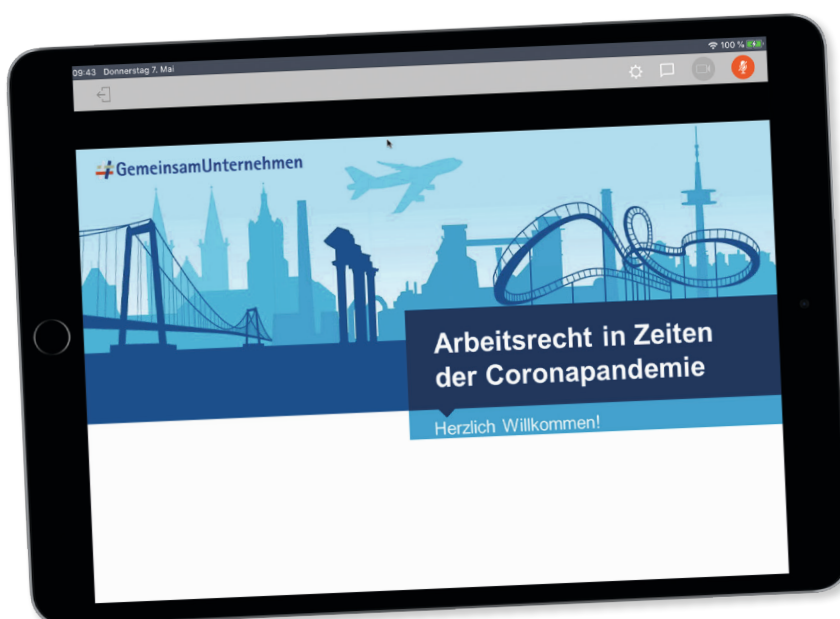 09:43 Donnerstag 7. Mai
100 %
#GemeinsamUnternehmen
Arbeitsrecht in Zeiten
der Coronapandemie
Herzlich Willkommen!